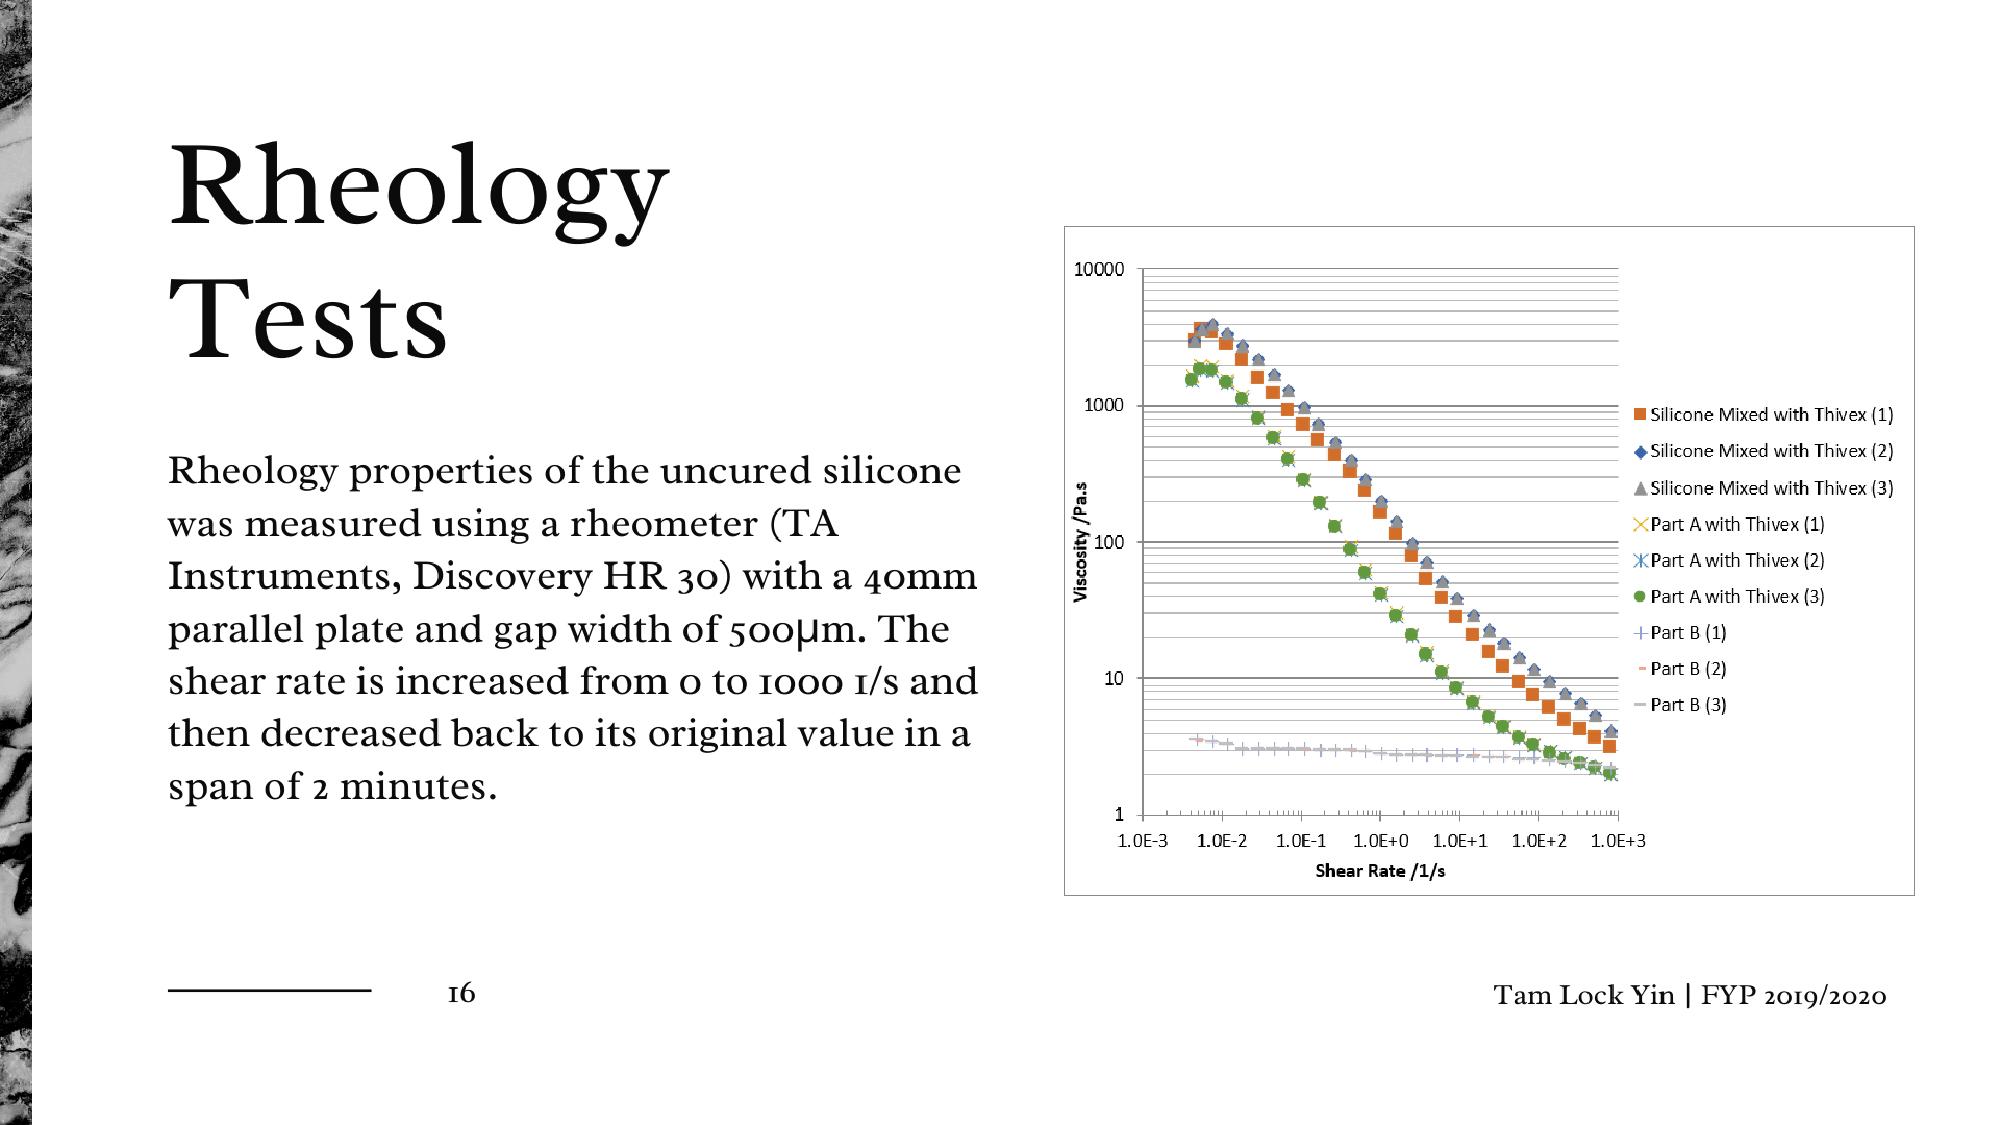 Rheology
Tests
Rheology properties of the uncured silicone
was measured using a rheometer (TA
Instruments, Discovery HR 30) with a 40mm
parallel plate and gap width of 500μm. The
shear rate is increased from 0 to 1000 1/s and
then decreased back to its original value in a
span of 2 minutes.
10000
1000
100
10
1
Viscosity /Pa.s
1.0E-3 1.0E-2 1.0E-1 1.0E+0 1.0E+1 1.0E+2 1.0E+3
Shear Rate /1/s
Silicone Mixed with Thivex (1)
Silicone Mixed with Thivex (2)
Silicone Mixed with Thivex (3)
Part A with Thivex (1)
Part A with Thivex (2)
Part A with Thivex (3)
Part B (1)
Part B (2)
Part B (3)
16
Tam Lock Yin | FYP 2019/2020